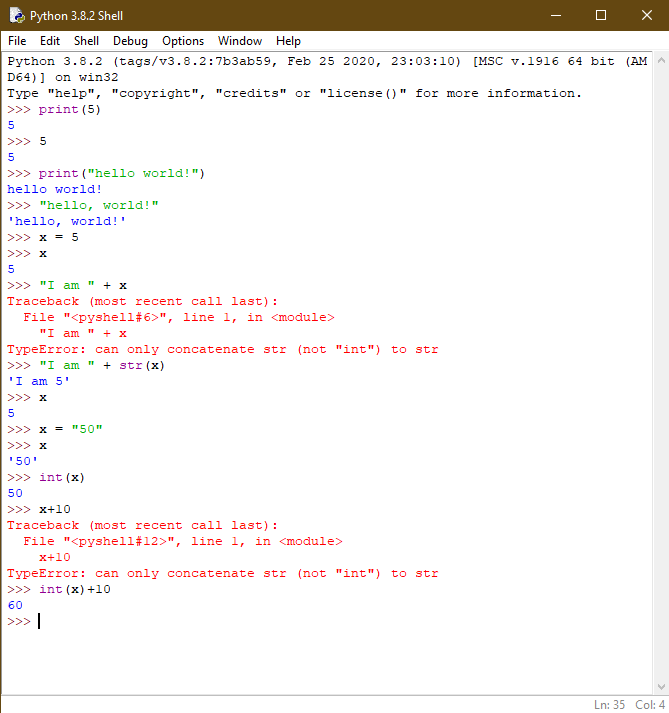 Python 3.8.2 Shell
File Edit Shell Debug Options Window Help
Python 3.8.2 (tags/v3.8.2:7b3ab59, Feb 25 2020, 23:03:10) [MSC v.1916 64 bit (AM
D64)] on win32
Type "help", "copyright", "credits" or "license()" for more information.
>>> print(5)
5
>>> 5
5
>>> print("hello world!")
hello world!
>>> "hello, world!"
'hello, world!'
>>> x = 5
>>> x
5
>>> "I am " + x
Traceback (most recent call last):
  File "<pyshell#6>", line 1, in <module>
    "I am " + x
TypeError: can only concatenate str (not "int") to str
>>> "I am " + str(x)
'I am 5'
>>> x
5
>>> x = "50"
>>> x
'50'
>>> int(x)
50
>>> x+10
Traceback (most recent call last):
  File "<pyshell#12>", line 1, in <module>
    x+10
TypeError: can only concatenate str (not "int") to str
>>> int(x)+10
60
>>>
Ln: 35 Col: 4